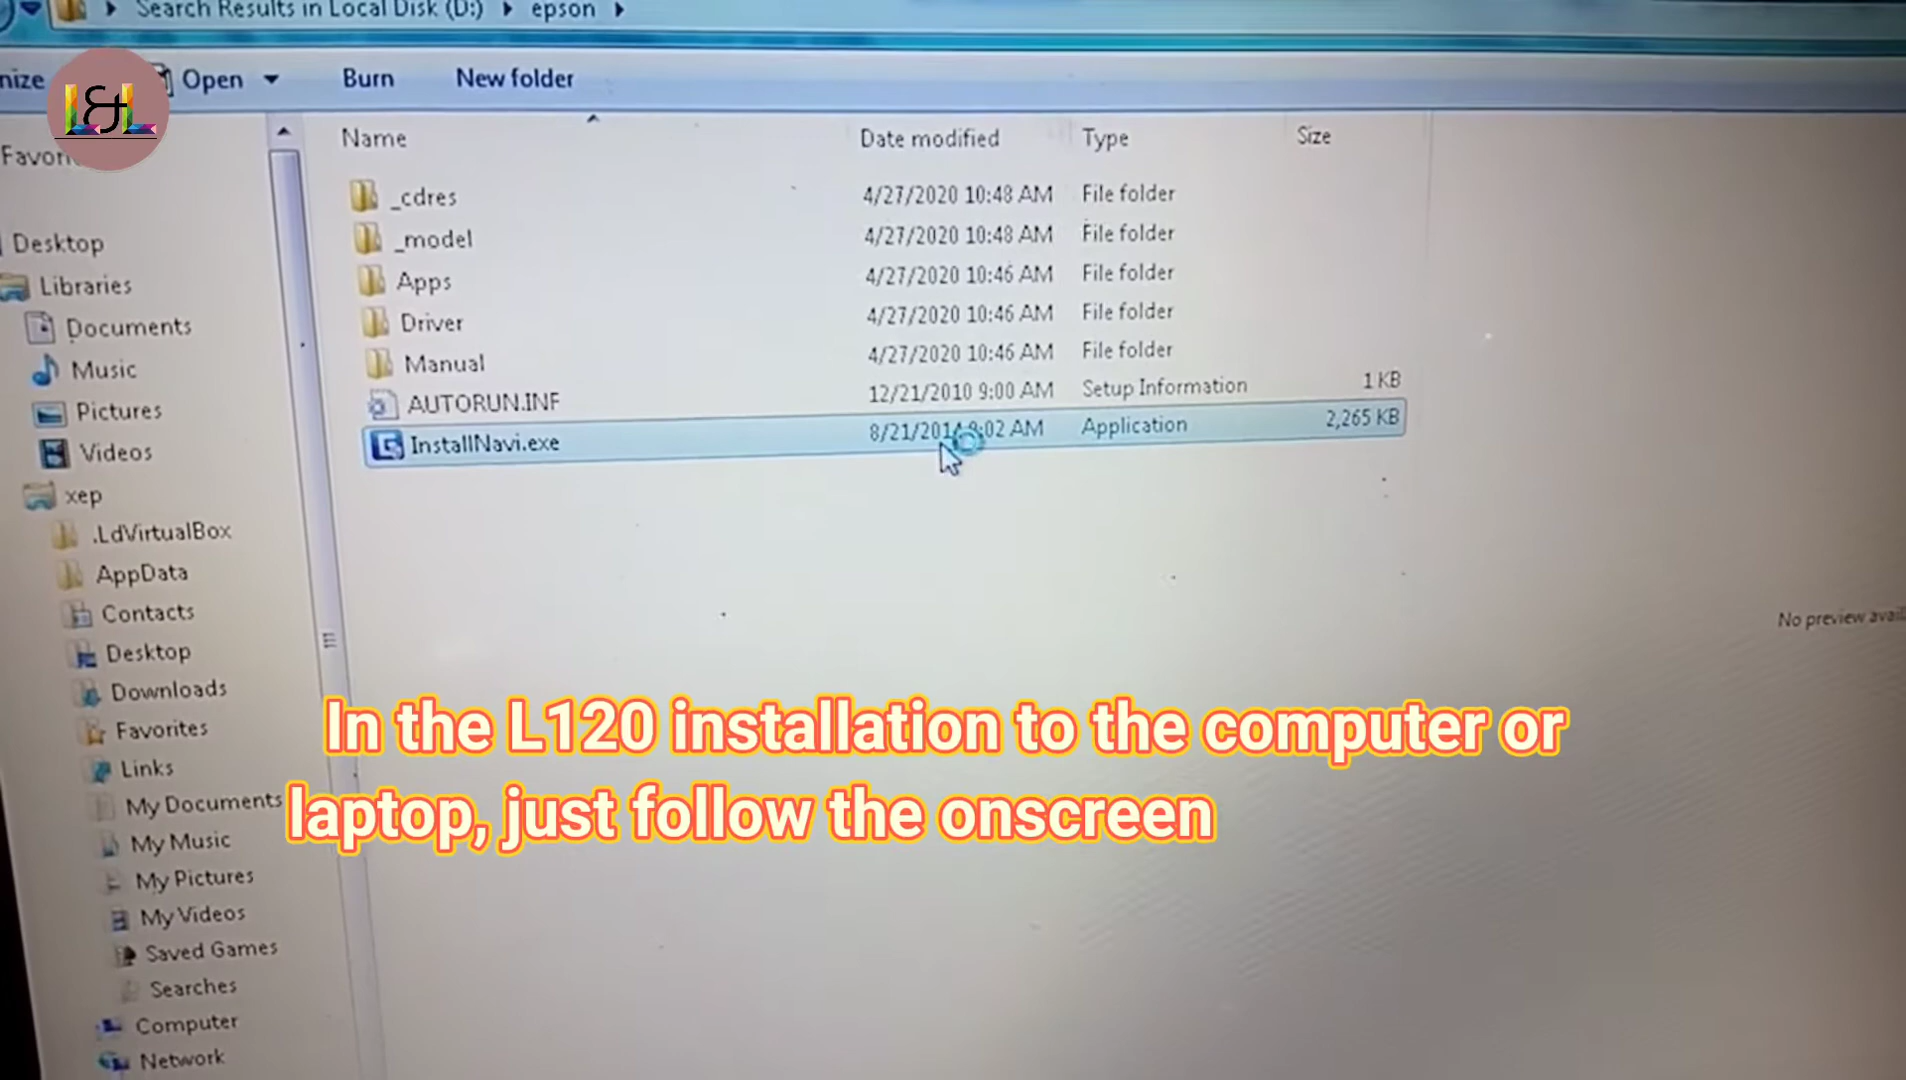 Search Results in Local Disk (D:) epson
Open Burn New folder
L&L
Name Date modified Type Size
_cdres 4/27/2020 10:48 AM File folder
_model 4/27/2020 10:48 AM File folder
Apps 4/27/2020 10:46 AM File folder
Driver 4/27/2020 10:46 AM File folder
Manual 4/27/2020 10:46 AM File folder
AUTORUN.INF 12/21/2010 9:00 AM Setup Information 1 KB
InstallNavi.exe 8/21/2014 9:02 AM Application 2,265 KB
Desktop
Libraries
Documents
Music
Pictures
Videos
xep
.LdVirtualBox
AppData
Contacts
Desktop
Downloads
Favorites
Links
My Documents
My Music
My Pictures
My Videos
Saved Games
Searches
Computer
Network
No preview
In the L120 installation to the computer or
laptop, just follow the onscreen